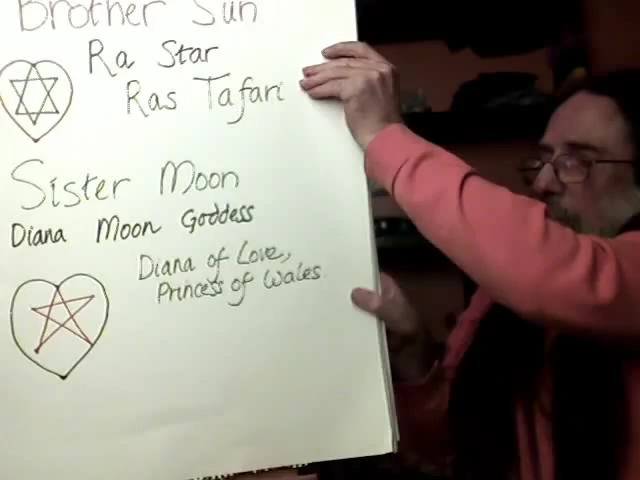 Brother Sun
Ra Star
Ras Tafari
Sister Moon
Diana Moon Goddess
Diana of Love,
Princess of Wales